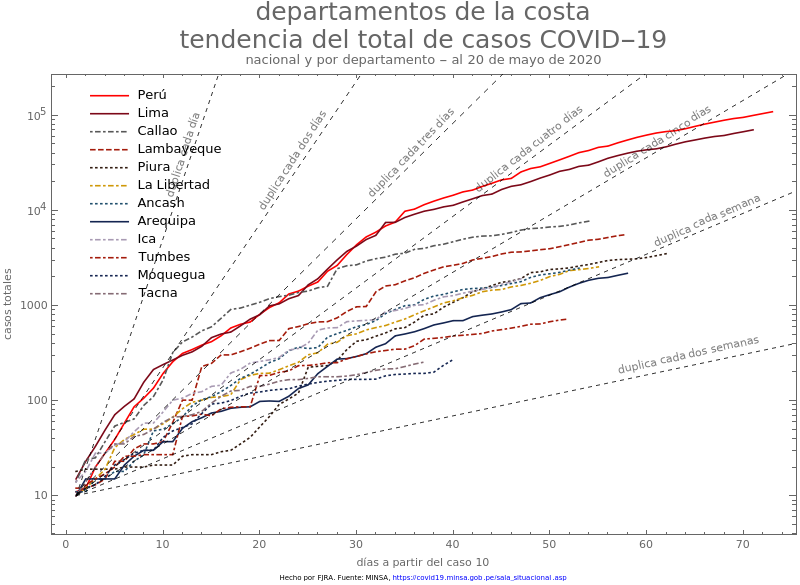 departamentos de la costa
tendencia del total de casos COVID−19
nacional y por departamento − al 20 de mayo de 2020
casos totales
10^5
10^4
1000
100
10
Perú
Lima
Callao
Lambayeque
Piura
La Libertad
Ancash
Arequipa
Ica
Tumbes
Moquegua
Tacna
duplica cada día
duplica cada dos días
duplica cada tres días
duplica cada cuatro días
duplica cada cinco días
duplica cada semana
duplica cada dos semanas
0 10 20 30 40 50 60 70
días a partir del caso 10
Hecho por FJRA. Fuente: MINSA, https://covid19.minsa.gob.pe/sala_situacional.asp